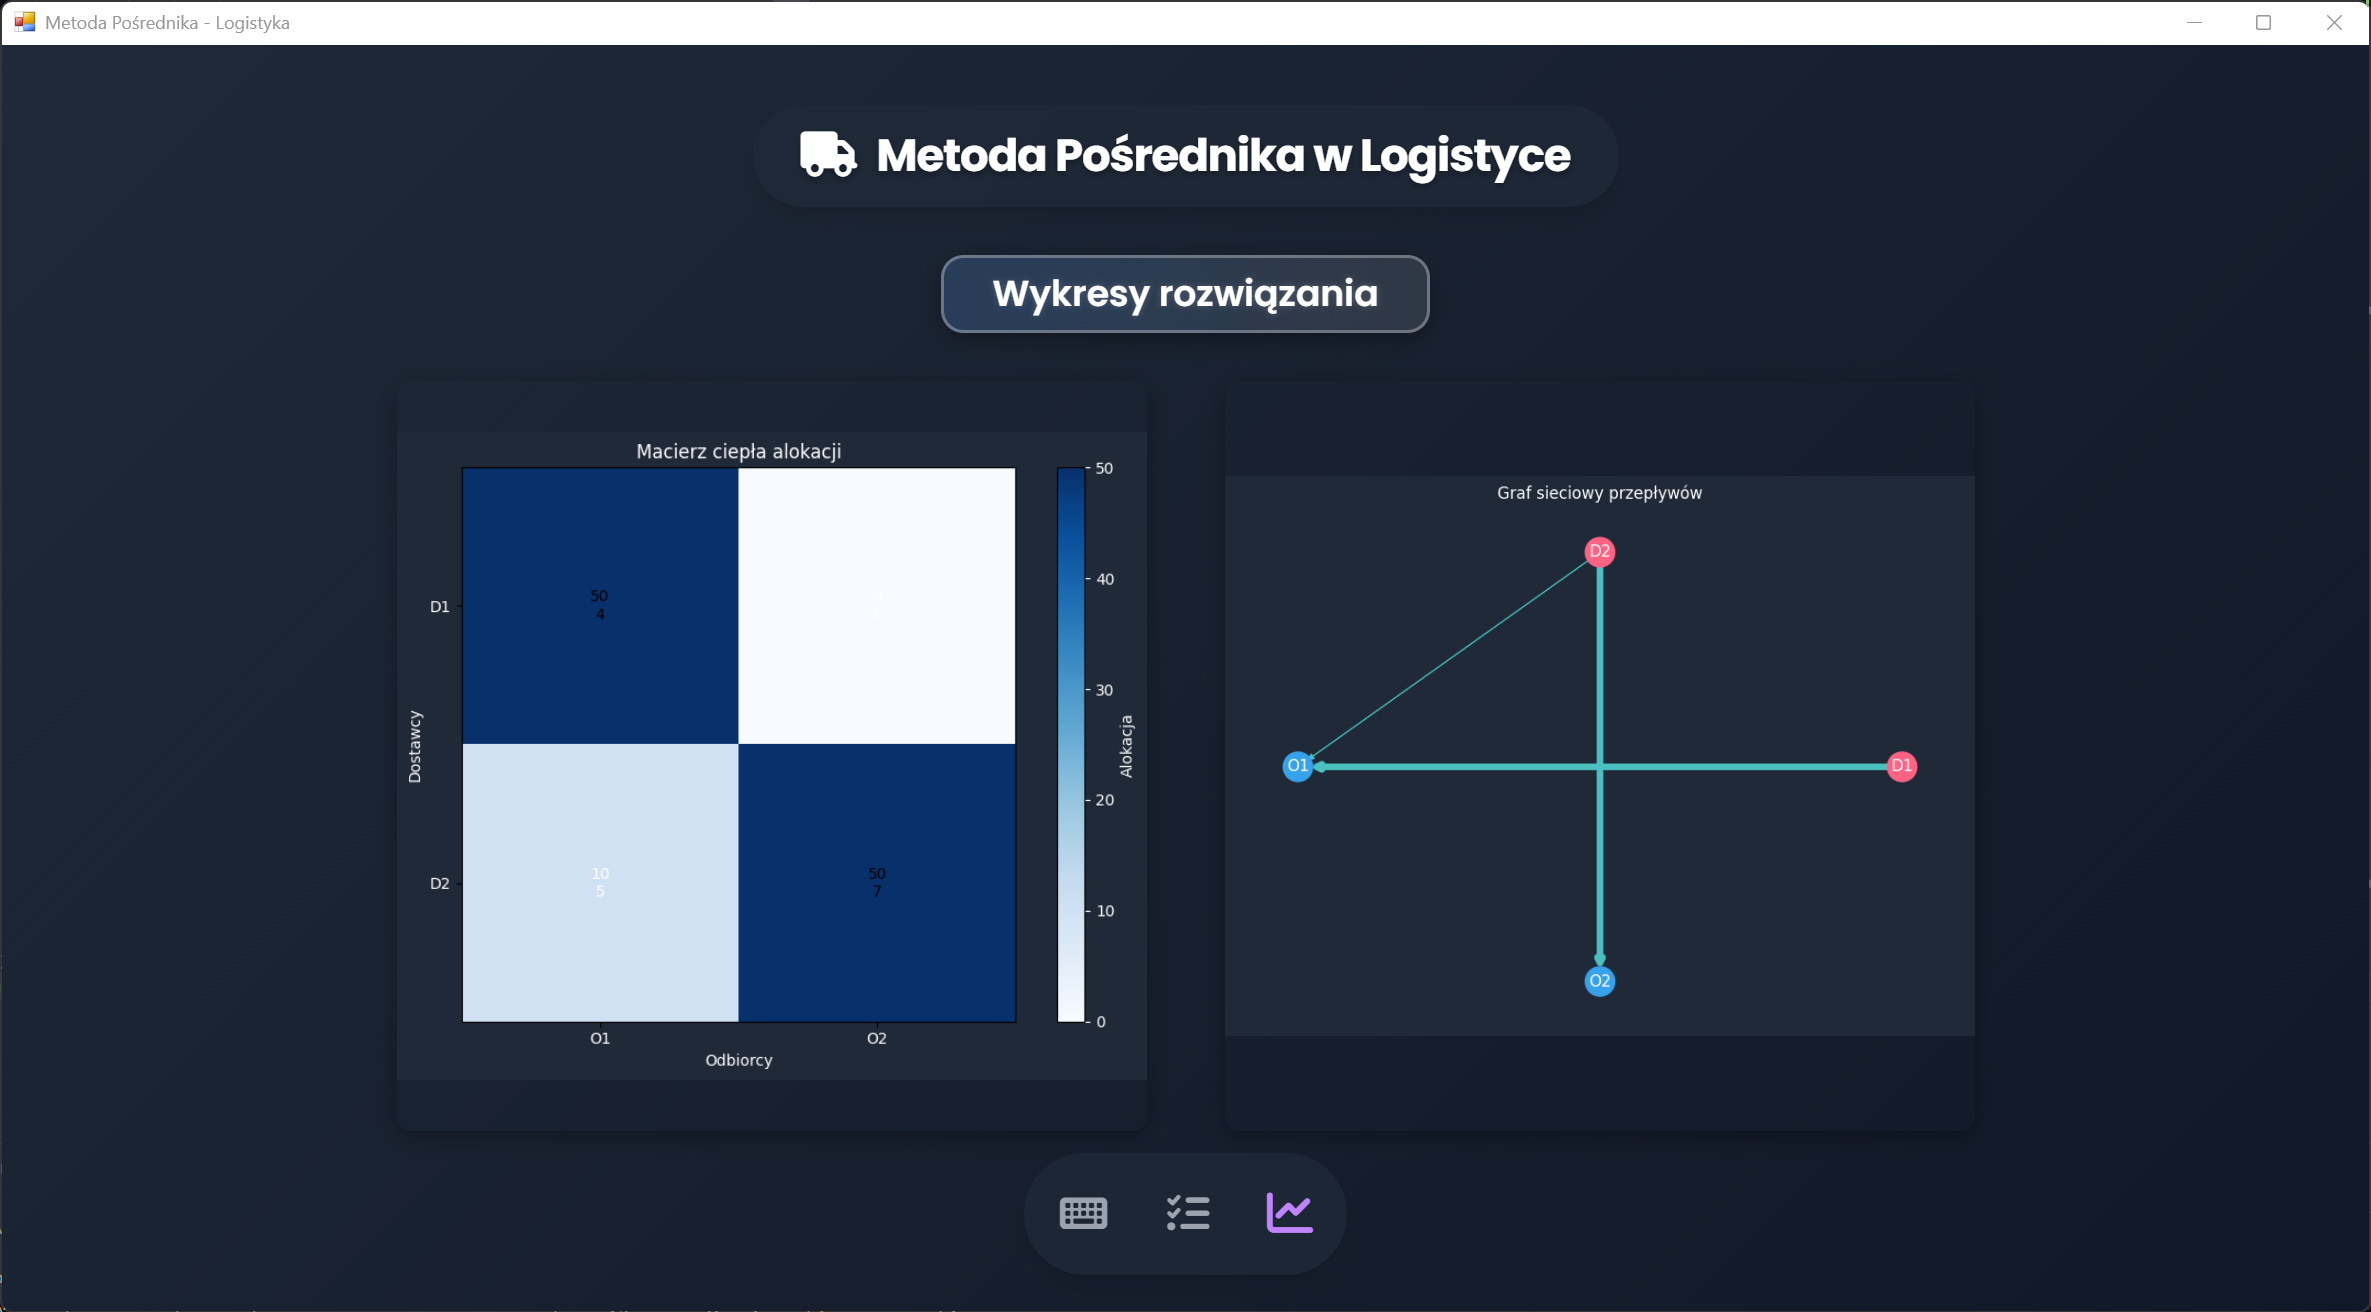 Metoda Pośrednika - Logistyka
Metoda Pośrednika w Logistyce
Wykresy rozwiązania
Macierz ciepła alokacji
50
4
10
5
50
7
D1
D2
Dostawcy
O1
O2
Odbiorcy
50
40
30
20
10
0
Alokacja
Graf sieciowy przepływów
D2
O1
D1
O2